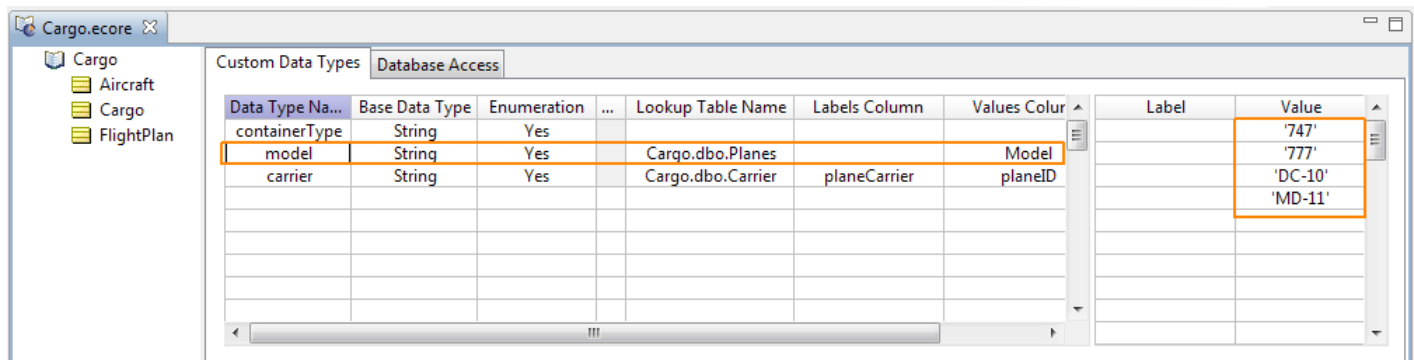 Cargo.ecore
Cargo
Aircraft
Cargo
FlightPlan
Custom Data Types Database Access
Data Type Na... Base Data Type Enumeration ... Lookup Table Name Labels Column Values Colur Label Value
containerType String Yes '747'
model String Yes Cargo.dbo.Planes Model '777'
carrier String Yes Cargo.dbo.Carrier planeCarrier planeID 'DC-10'
'MD-11'